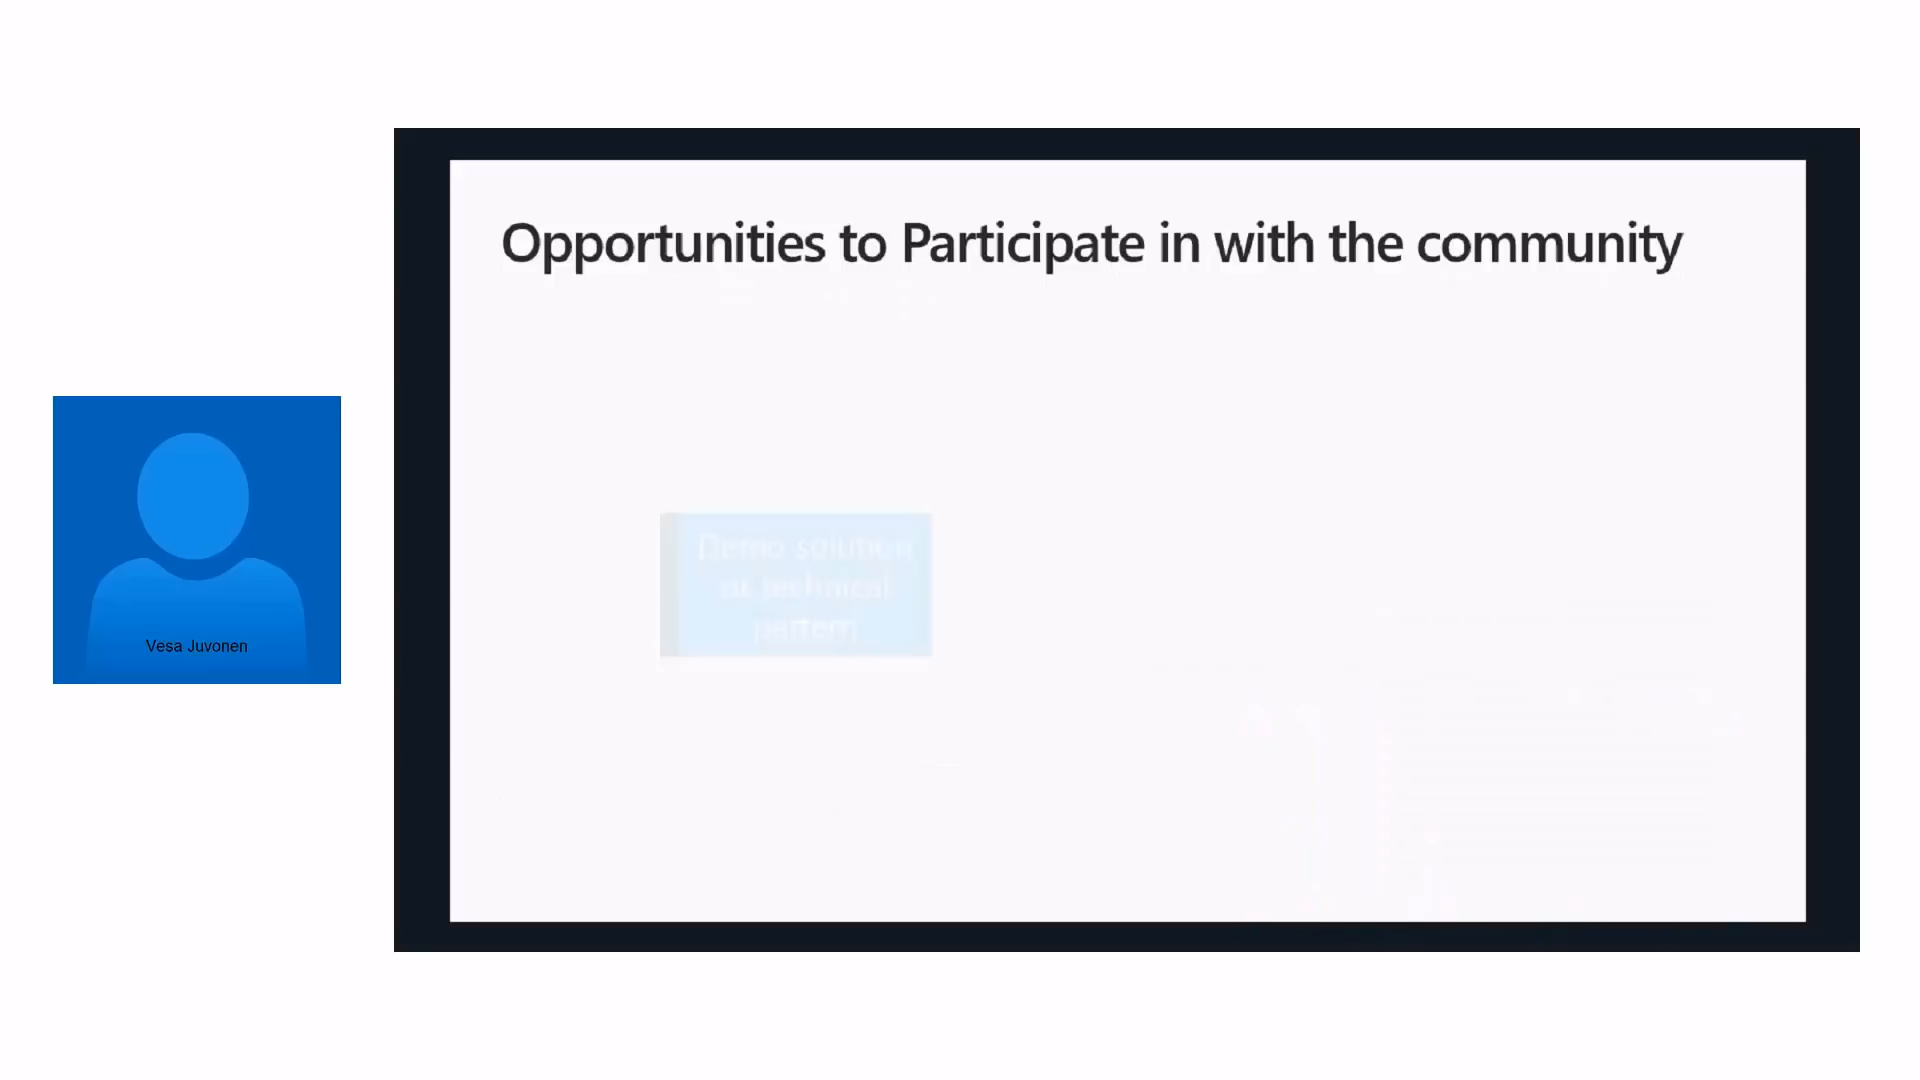 Opportunities to Participate in with the community
Demo solution
or technical
pattern
Vesa Juvonen